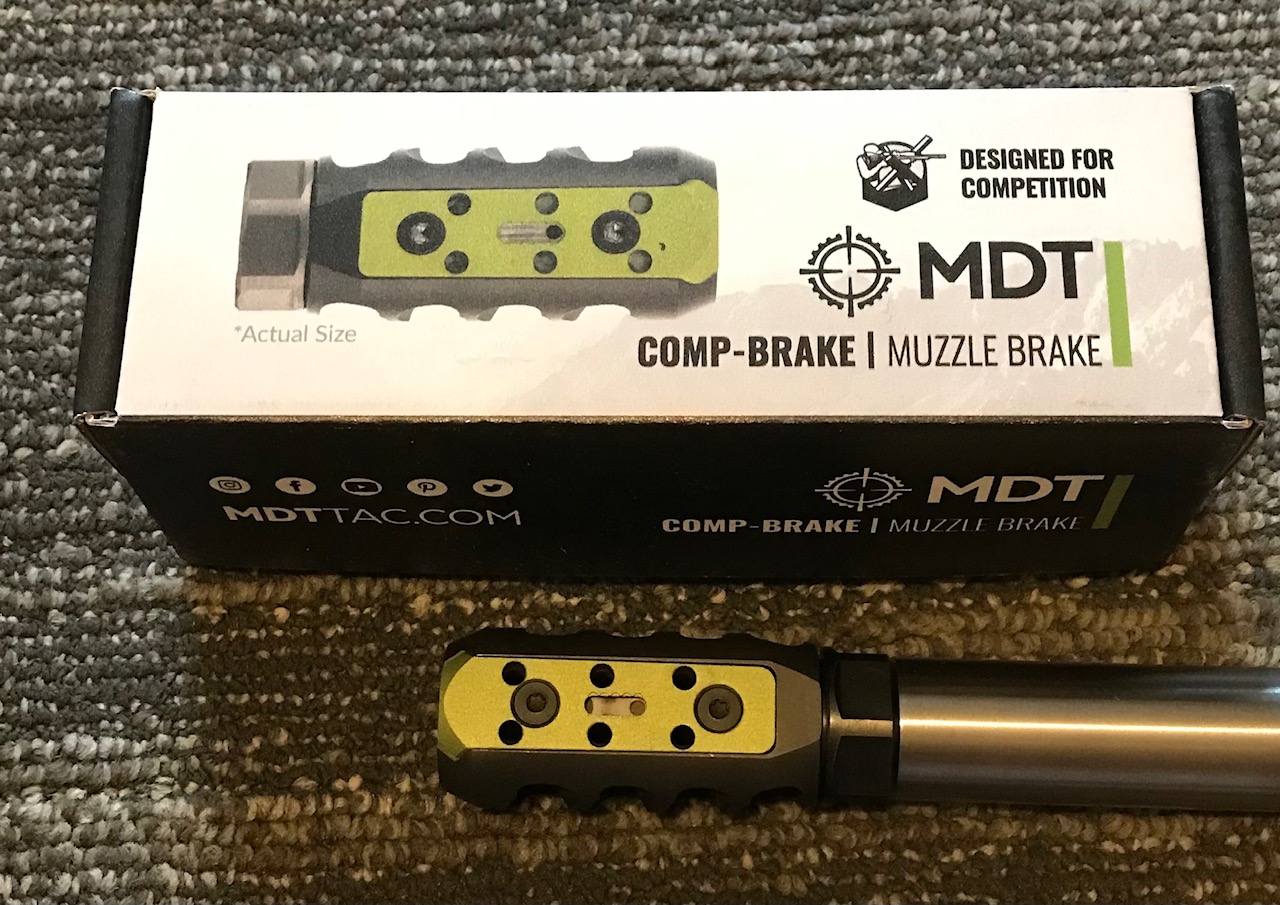 DESIGNED FOR
COMPETITION
MDT
COMP-BRAKE | MUZZLE BRAKE
*Actual Size
MDTTAC.COM
MDT
COMP-BRAKE | MUZZLE BRAKE